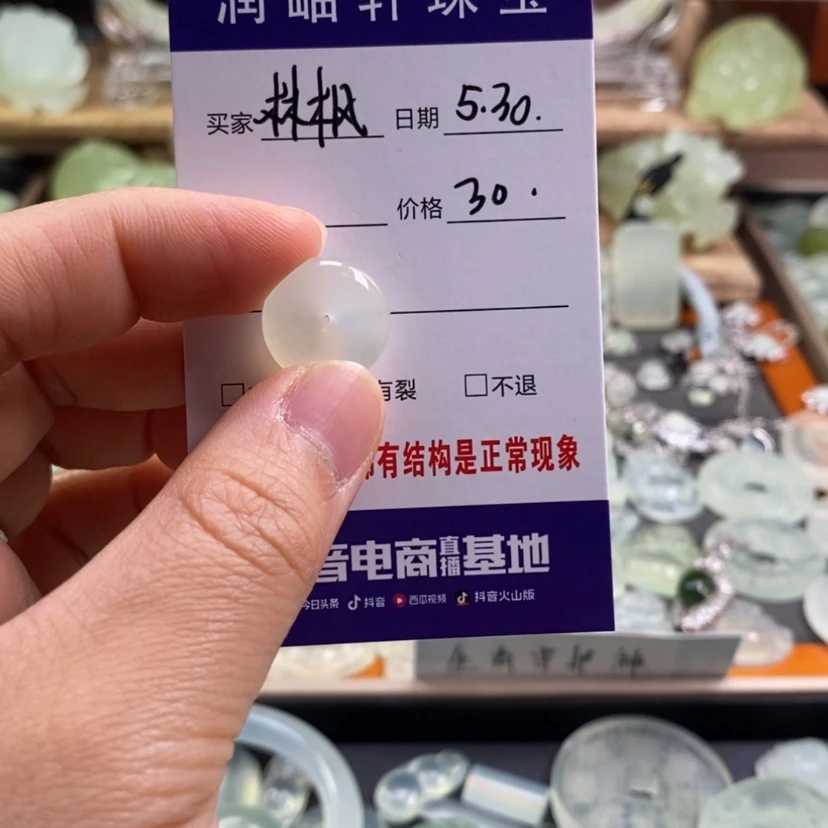 润岫轩珠宝
买家 林枫 日期 5.30.
价格 30.
有裂 □不退
有结构是正常现象
音电商直播基地
今日头条 抖音 西瓜视频 抖音火山版